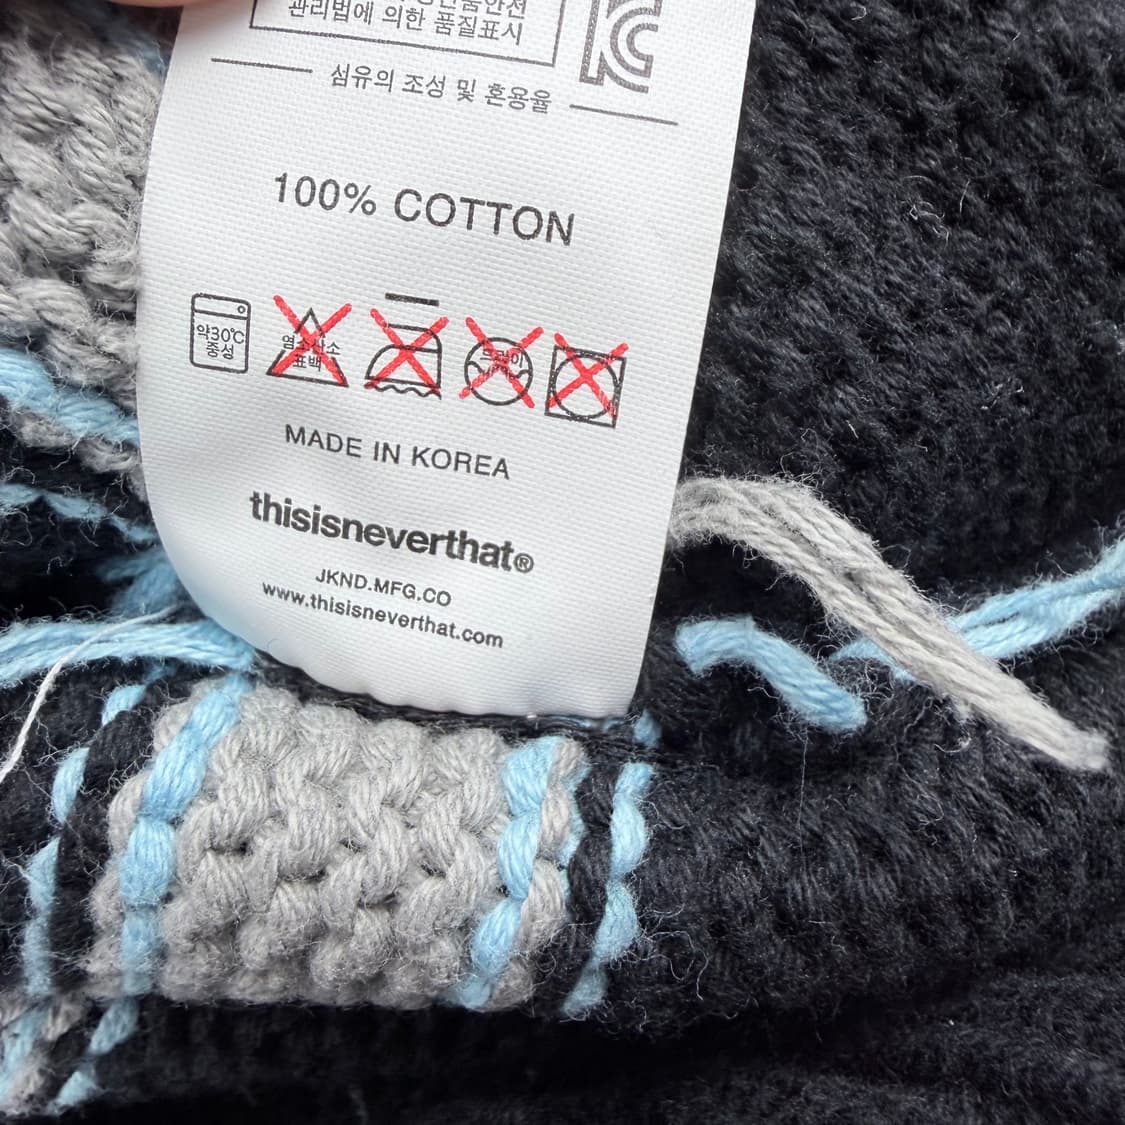 관리법에 의한 품질표시
KC
섬유의 조성 및 혼용율
100% COTTON
약30℃
중성
염소산소
표백
드라이
MADE IN KOREA
thisisneverthat®
JKND.MFG.CO
www.thisisneverthat.com